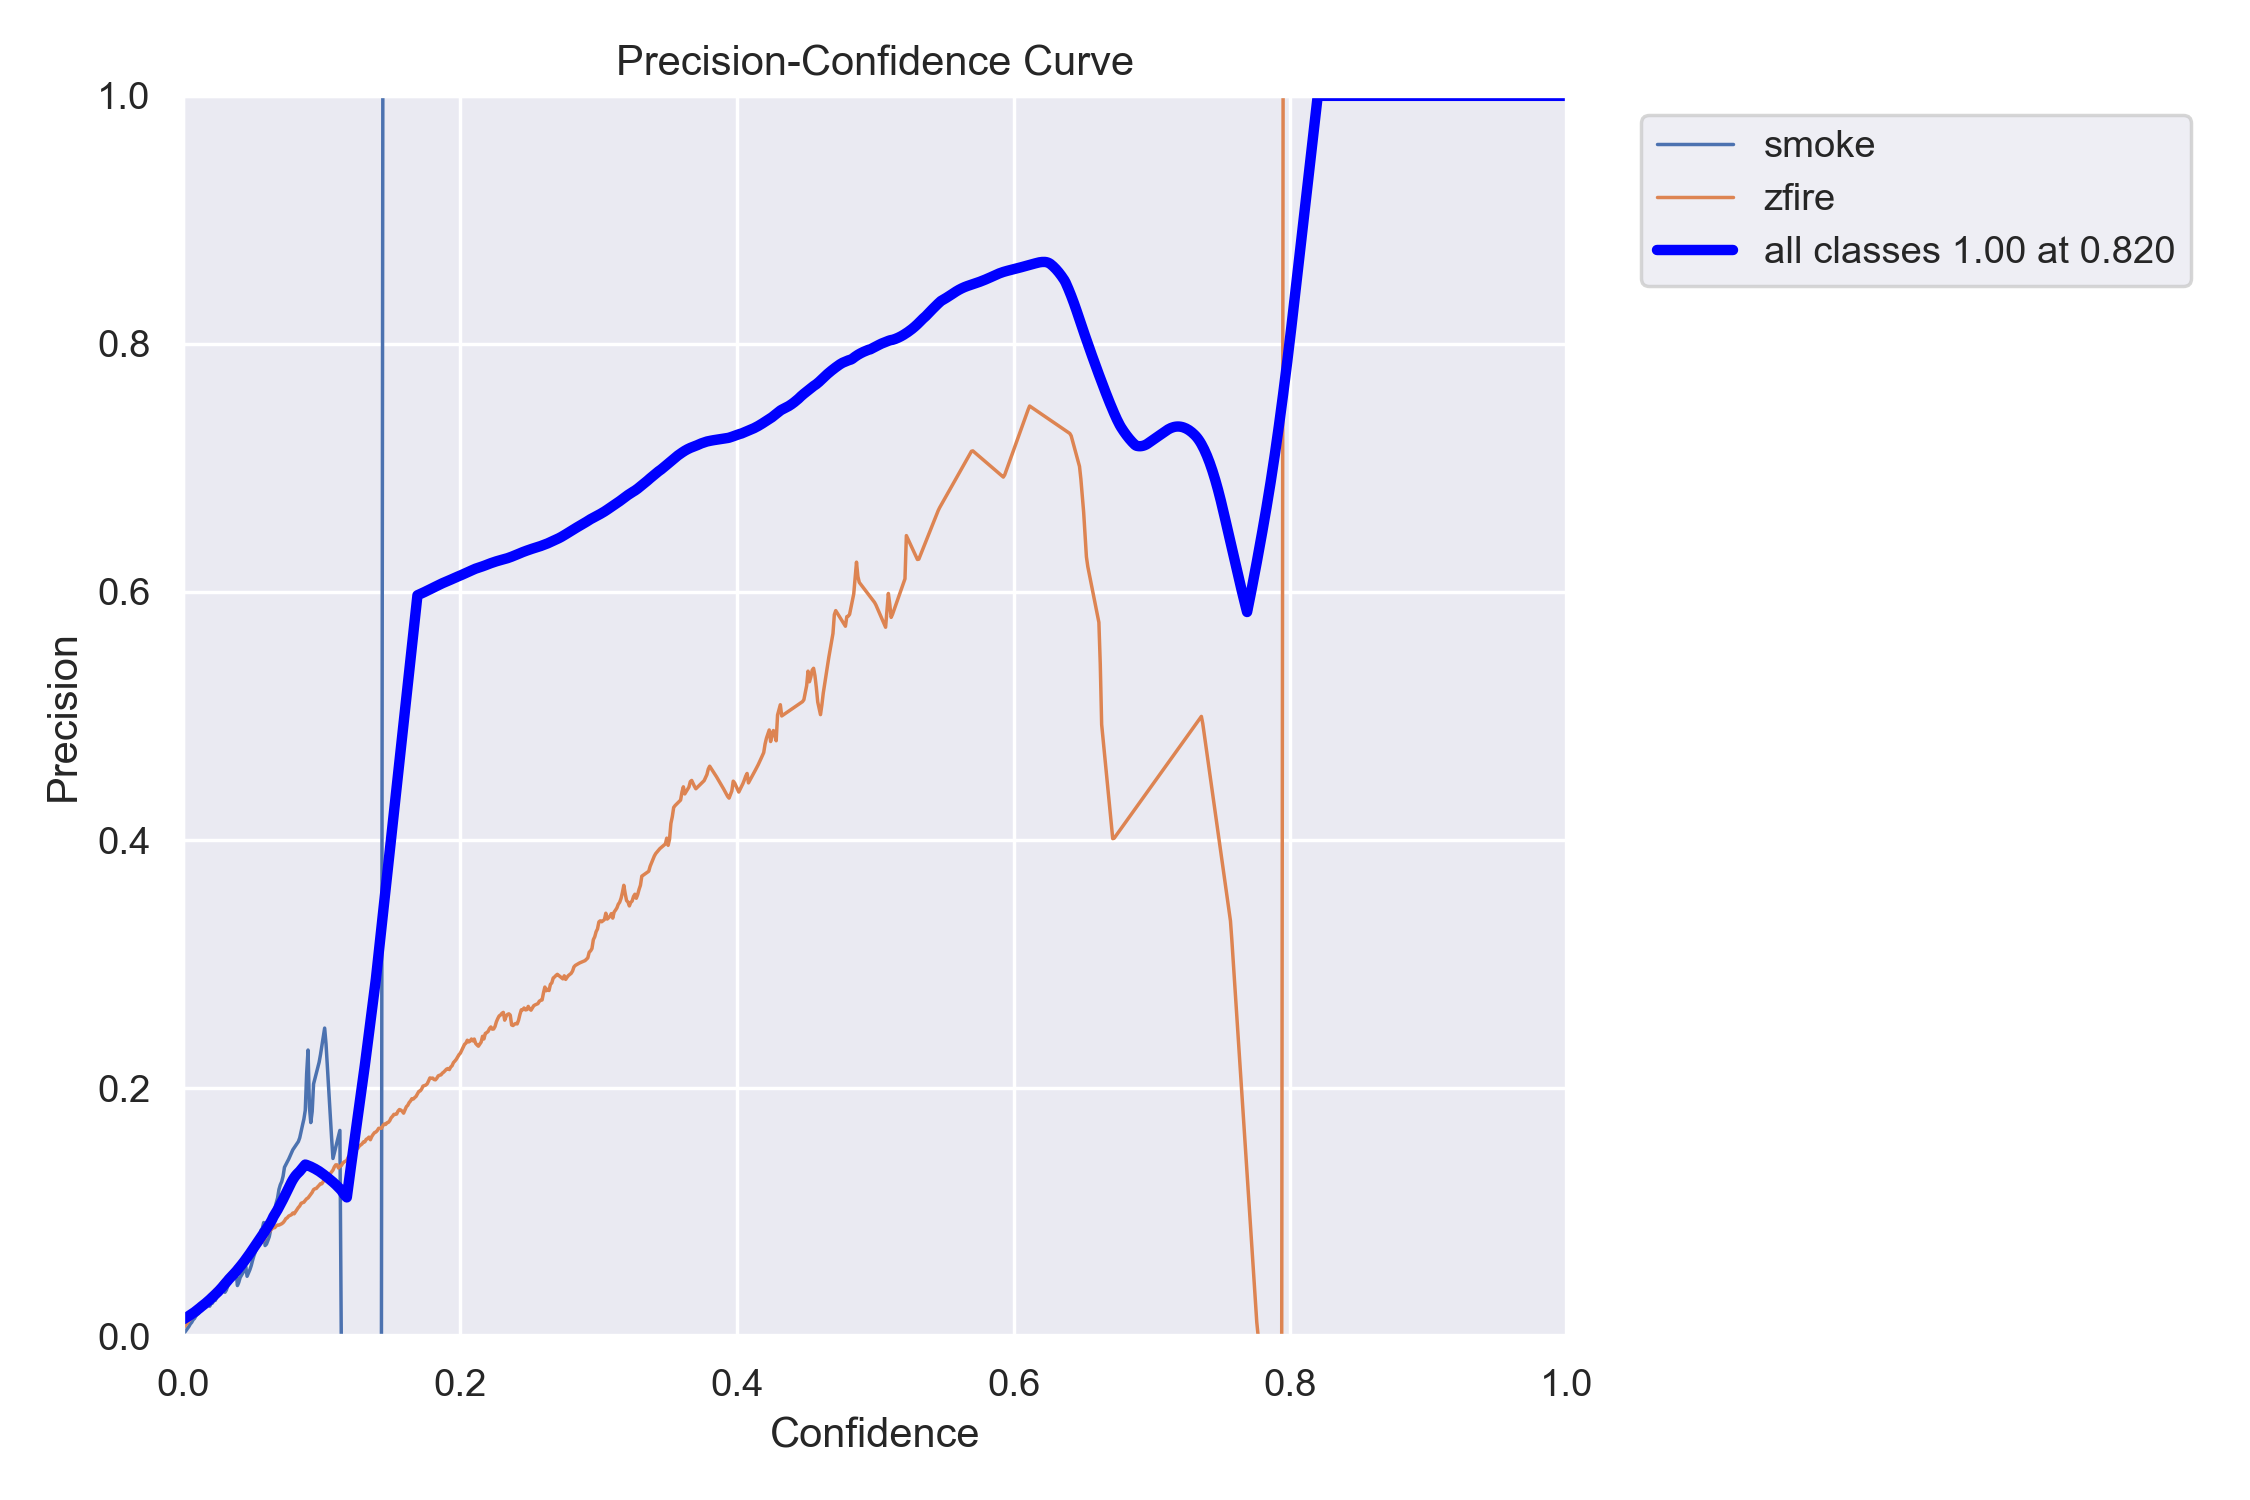 Precision-Confidence Curve
1.0
0.8
0.6
0.4
0.2
0.0
Precision
0.0 0.2 0.4 0.6 0.8 1.0
Confidence
smoke
zfire
all classes 1.00 at 0.820